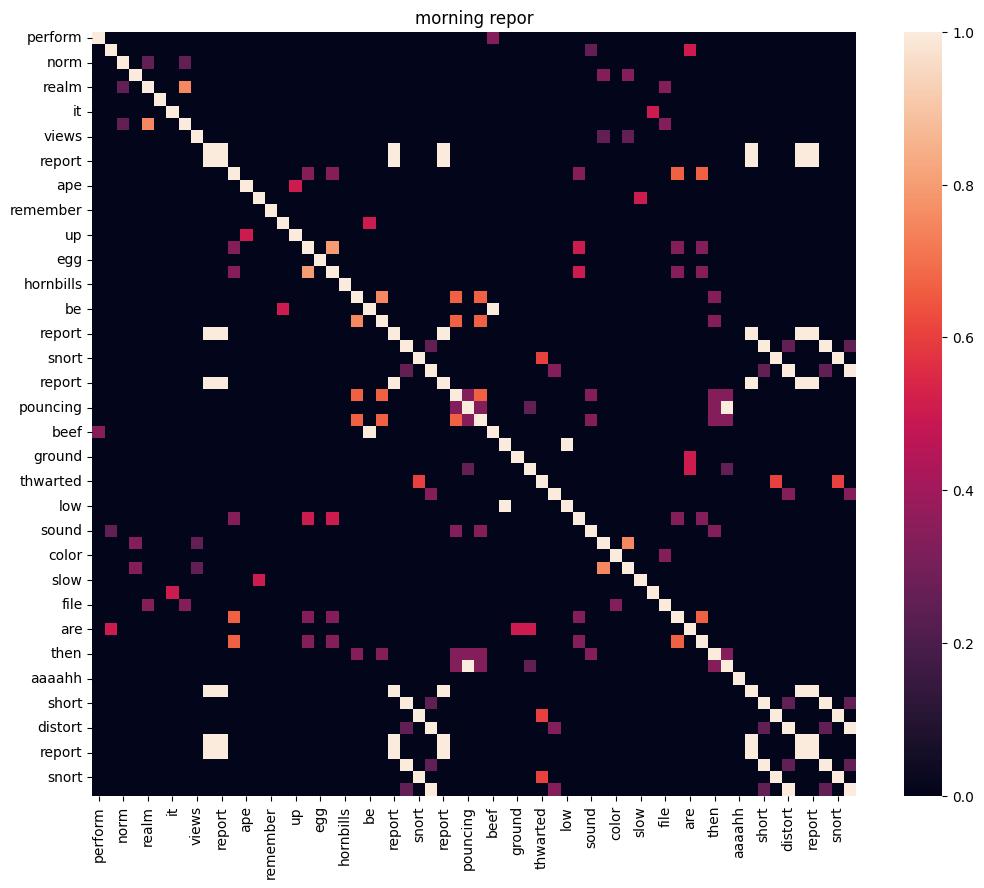 morning repor
perform
norm
realm
it
views
report
ape
remember
up
egg
hornbills
be
report
snort
report
pouncing
beef
ground
thwarted
low
sound
color
slow
file
are
then
aaaahh
short
distort
report
snort
perform
norm
realm
it
views
report
ape
remember
up
egg
hornbills
be
report
snort
report
pouncing
beef
ground
thwarted
low
sound
color
slow
file
are
then
aaaahh
short
distort
report
snort
1.0
0.8
0.6
0.4
0.2
0.0